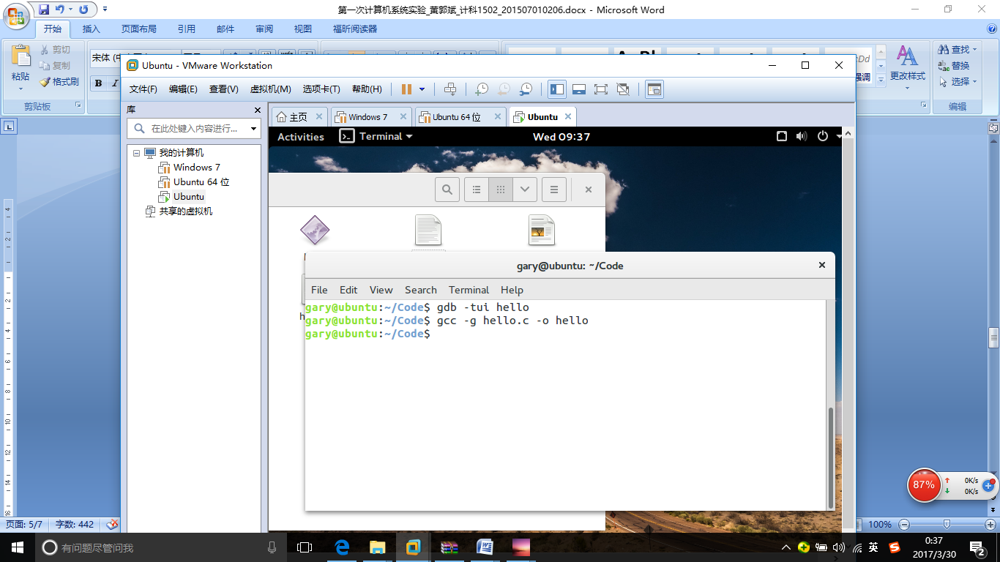 第一次计算机系统实验_黄郭斌_计科1502_201507010206.docx - Microsoft Word
开始 插入 页面布局 引用 邮件 审阅 视图 福昕阅读器
粘贴
剪切
复制
格式刷
剪贴板
宋体
B I
更改样式
查找
替换
选择
编辑
Ubuntu - VMware Workstation
文件(F) 编辑(E) 查看(V) 虚拟机(M) 选项卡(T) 帮助(H)
库
在此处键入内容进行...
我的计算机
Windows 7
Ubuntu 64 位
Ubuntu
共享的虚拟机
主页 Windows 7 Ubuntu 64 位 Ubuntu
Activities Terminal Wed 09:37
gary@ubuntu: ~/Code
File Edit View Search Terminal Help
gary@ubuntu:~/Code$ gdb -tui hello
gary@ubuntu:~/Code$ gcc -g hello.c -o hello
gary@ubuntu:~/Code$
87%
0K/s
0K/s
页面: 5/7 字数: 442
100%
有问题尽管问我
英
0:37
2017/3/30
2